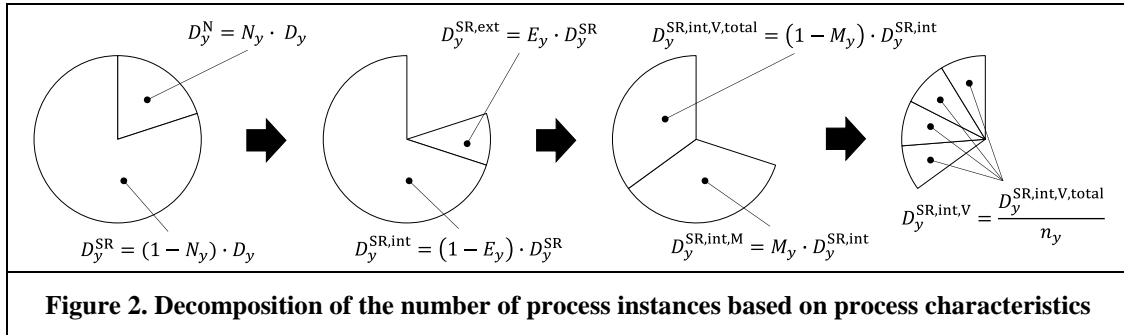 D_y^N = N_y · D_y
D_y^SR = (1 − N_y) · D_y
D_y^SR,ext = E_y · D_y^SR
D_y^SR,int = (1 − E_y) · D_y^SR
D_y^SR,int,V,total = (1 − M_y) · D_y^SR,int
D_y^SR,int,M = M_y · D_y^SR,int
D_y^SR,int,V = D_y^SR,int,V,total / n_y
Figure 2. Decomposition of the number of process instances based on process characteristics